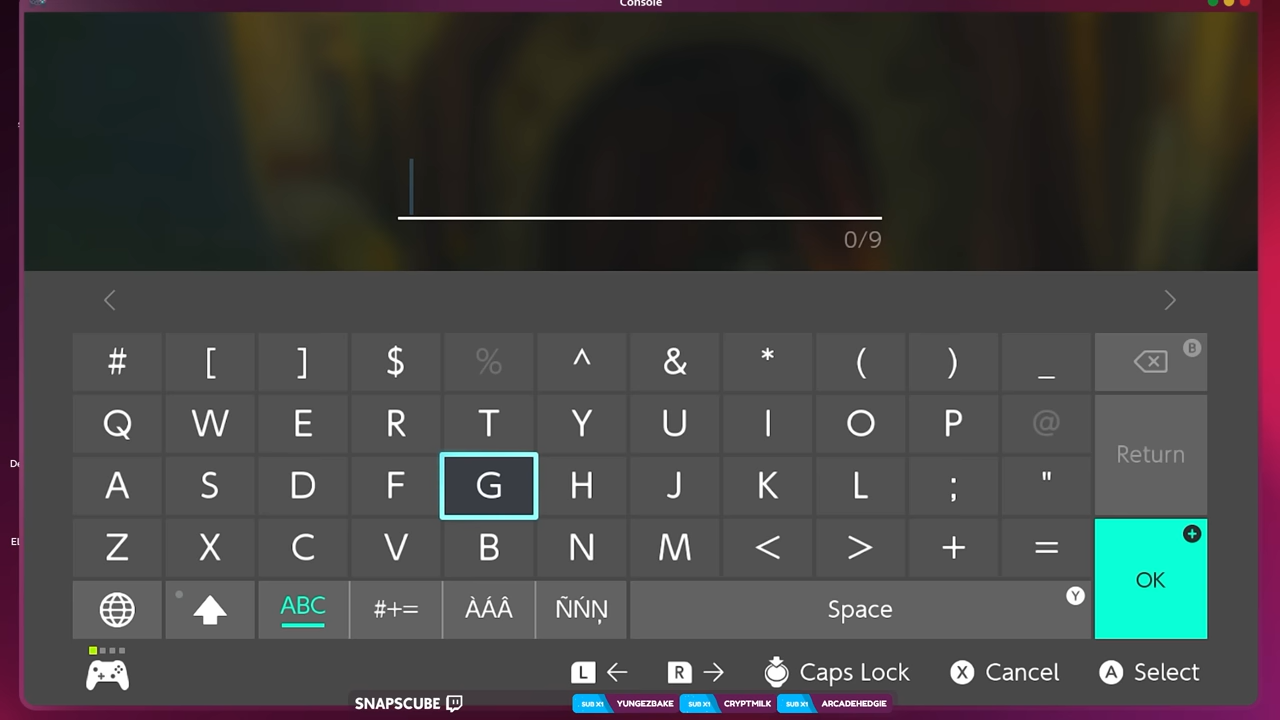 Console
0/9
# [ ] $ % ^ & * ( ) _ B
Q W E R T Y U I O P @
A S D F G H J K L ; " Return
Z X C V B N M < > + =
OK
ABC #+= ÀÁÂ ÑŃŅ Space Y
L ← R → Caps Lock X Cancel A Select
SNAPSCUBE SUB X1 YUNGEZBAKE SUB X1 CRYPTMILK SUB X1 ARCADEHEDGIE